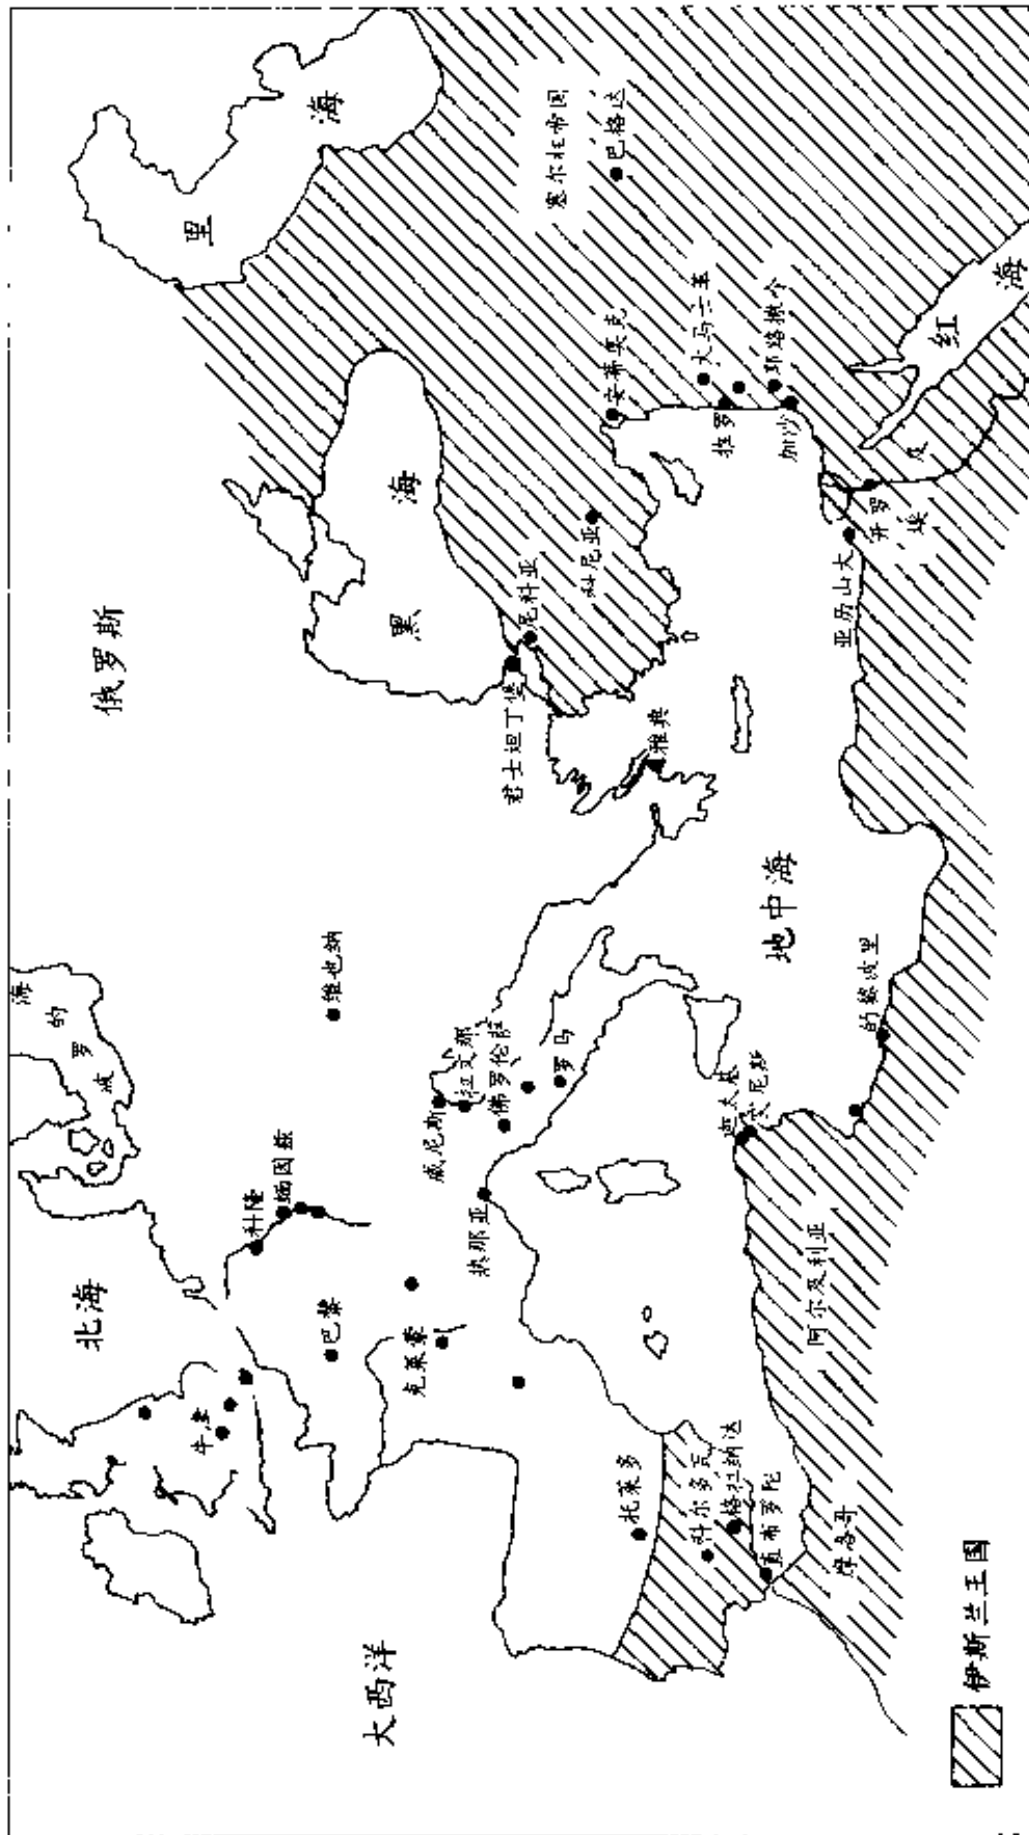 大西洋
北海
波罗的海
俄罗斯
里海
黑海
红海
地中海
牛津
巴黎
科隆
缅因兹
维也纳
克莱蒙
热那亚
威尼斯
拉文那
佛罗伦萨
罗马
君士坦丁堡
尼科亚
科尼亚
雅典
安条奥克
塞尔柱帝国
巴格达
大马士革
推罗
耶路撒冷
加沙
亚历山大
开罗
埃及
的黎波里
迦太基
突尼斯
阿尔及利亚
摩洛哥
托莱多
科尔多瓦
格拉纳达
直布罗陀
伊斯兰王国